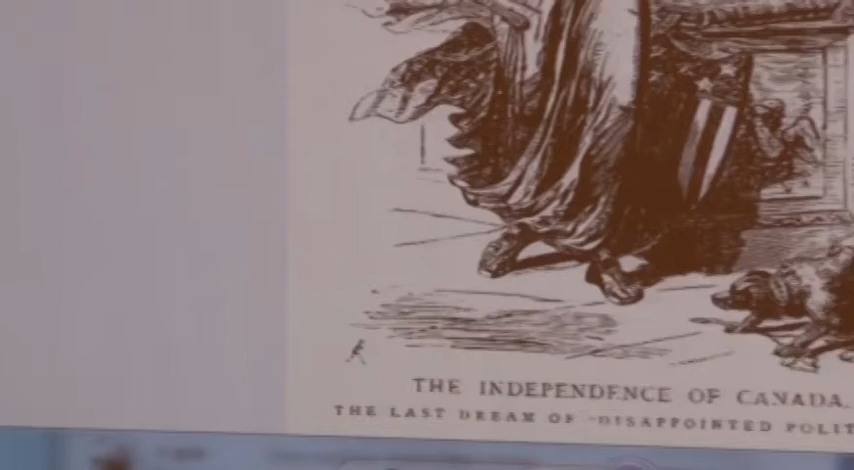 THE INDEPENDENCE OF CANADA.
THE LAST DREAM OF DISAPPOINTED POLIT